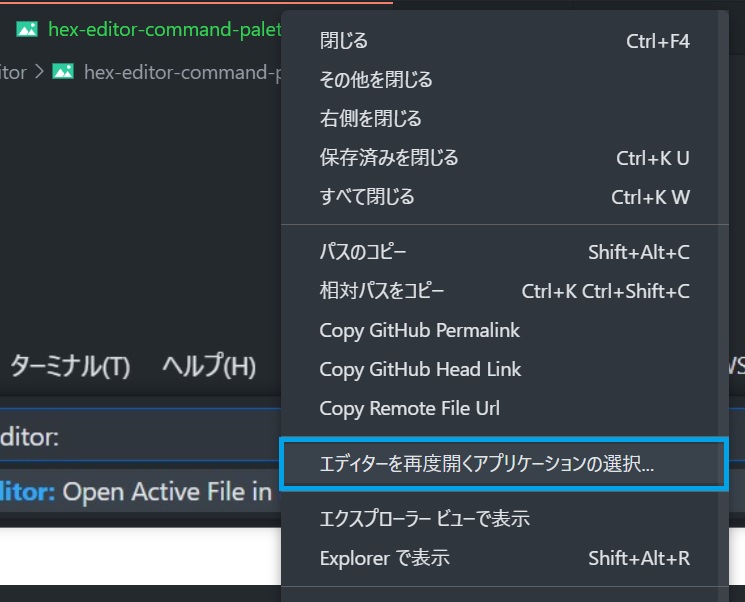 hex-editor-command-palet
itor > hex-editor-command-p
閉じる Ctrl+F4
その他を閉じる
右側を閉じる
保存済みを閉じる Ctrl+K U
すべて閉じる Ctrl+K W
パスのコピー Shift+Alt+C
相対パスをコピー Ctrl+K Ctrl+Shift+C
Copy GitHub Permalink
Copy GitHub Head Link
Copy Remote File Url
エディターを再度開くアプリケーションの選択...
エクスプローラー ビューで表示
Explorer で表示 Shift+Alt+R
ターミナル(T) ヘルプ(H)
ditor:
litor: Open Active File in